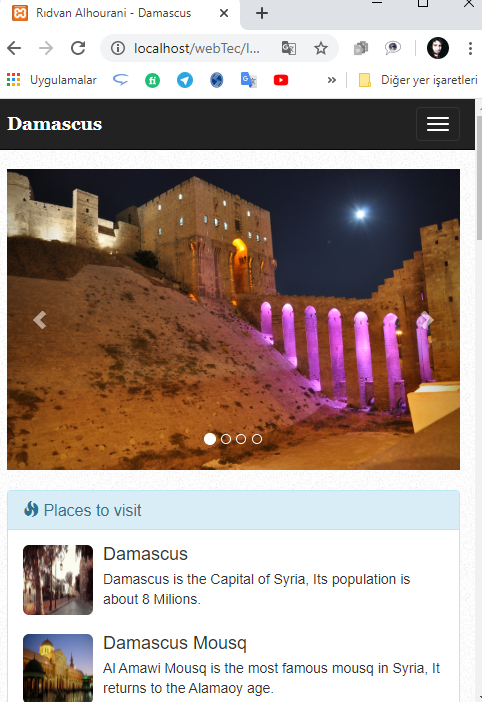 Rıdvan Alhourani - Damascus
localhost/webTec/I...
Uygulamalar
Diğer yer işaretleri
Damascus
Places to visit
Damascus
Damascus is the Capital of Syria, Its population is
about 8 Milions.
Damascus Mousq
Al Amawi Mousq is the most famous mousq in Syria, It
returns to the Alamaoy age.